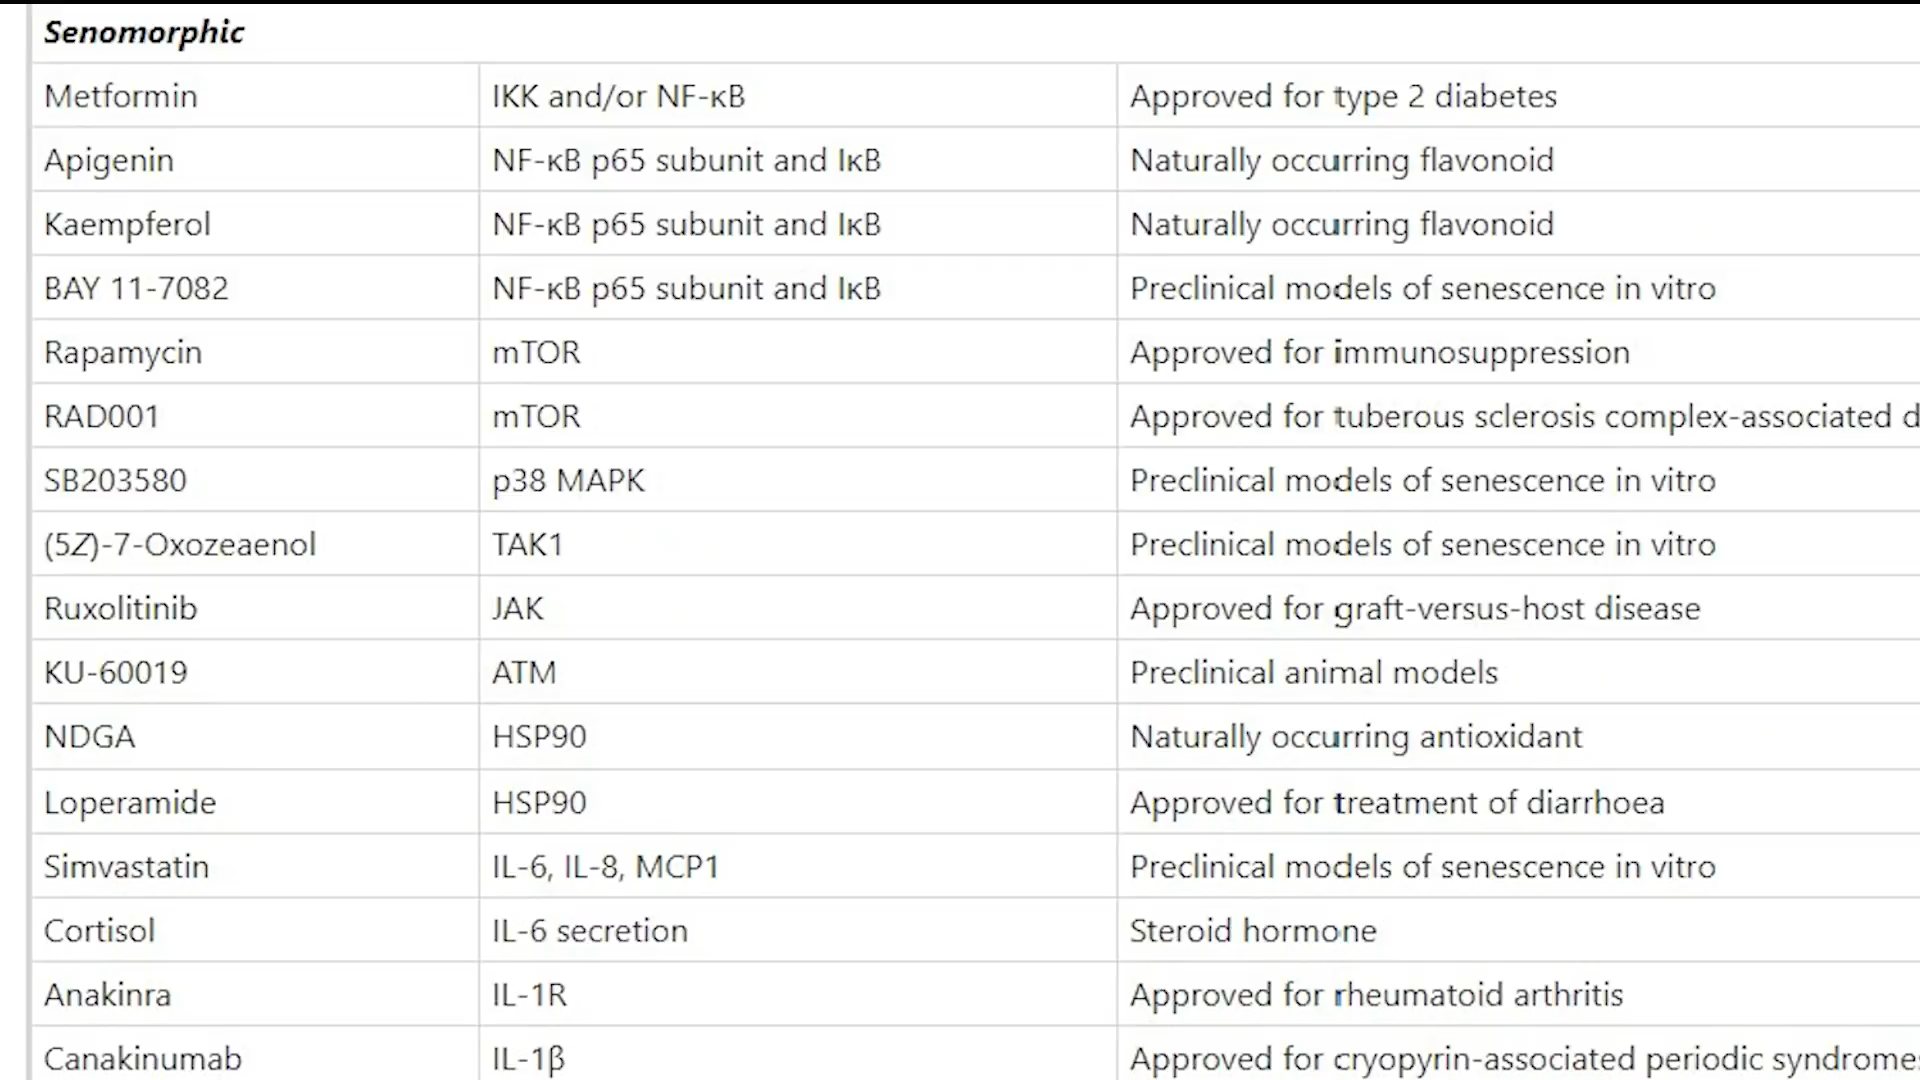 Senomorphic
Metformin IKK and/or NF-κB Approved for type 2 diabetes
Apigenin NF-κB p65 subunit and IκB Naturally occurring flavonoid
Kaempferol NF-κB p65 subunit and IκB Naturally occurring flavonoid
BAY 11-7082 NF-κB p65 subunit and IκB Preclinical models of senescence in vitro
Rapamycin mTOR Approved for immunosuppression
RAD001 mTOR Approved for tuberous sclerosis complex-associated d
SB203580 p38 MAPK Preclinical models of senescence in vitro
(5Z)-7-Oxozeaenol TAK1 Preclinical models of senescence in vitro
Ruxolitinib JAK Approved for graft-versus-host disease
KU-60019 ATM Preclinical animal models
NDGA HSP90 Naturally occurring antioxidant
Loperamide HSP90 Approved for treatment of diarrhoea
Simvastatin IL-6, IL-8, MCP1 Preclinical models of senescence in vitro
Cortisol IL-6 secretion Steroid hormone
Anakinra IL-1R Approved for rheumatoid arthritis
Canakinumab IL-1β Approved for cryopyrin-associated periodic syndrome